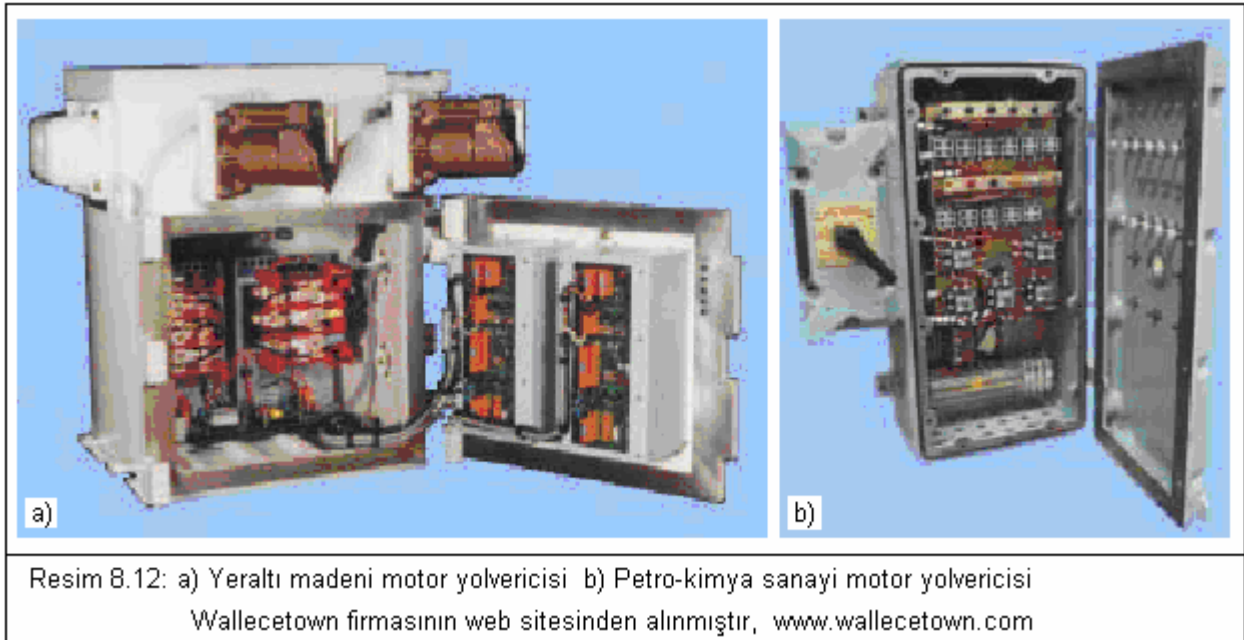 a)
b)
Resim 8.12: a) Yeraltı madeni motor yolvericisi b) Petro-kimya sanayi motor yolvericisi
Wallecetown firmasının web sitesinden alınmıştır, www.wallecetown.com